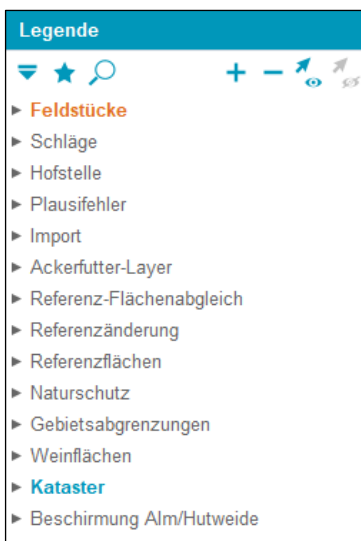 Legende
Feldstücke
Schläge
Hofstelle
Plausifehler
Import
Ackerfutter-Layer
Referenz-Flächenabgleich
Referenzänderung
Referenzflächen
Naturschutz
Gebietsabgrenzungen
Weinflächen
Kataster
Beschirmung Alm/Hutweide